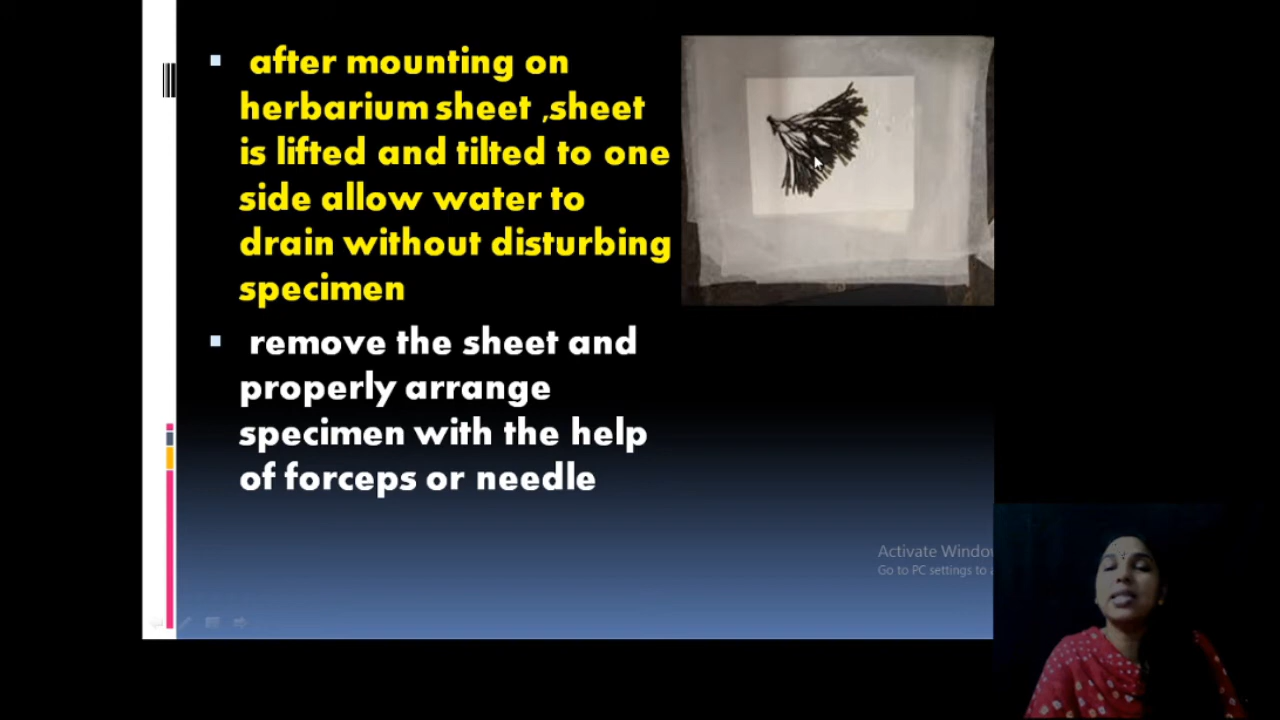 after mounting on
herbarium sheet ,sheet
is lifted and tilted to one
side allow water to
drain without disturbing
specimen
remove the sheet and
properly arrange
specimen with the help
of forceps or needle
Activate Windo
Go to PC settings to